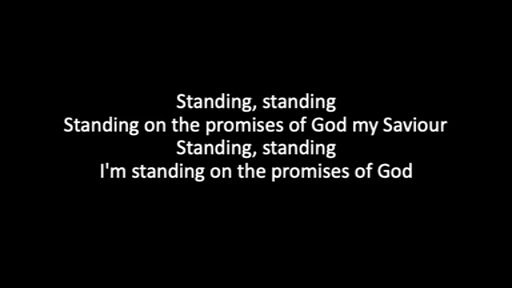 Standing, standing
Standing on the promises of God my Saviour
Standing, standing
I'm standing on the promises of God